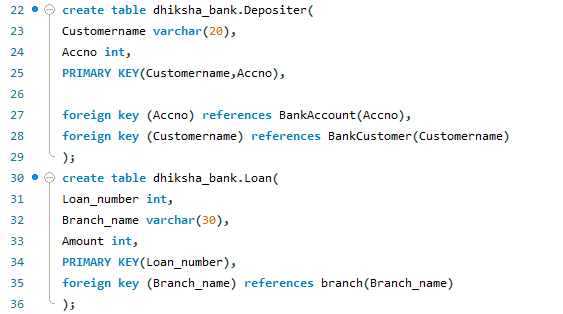 22 create table dhiksha_bank.Depositer(
23 Customername varchar(20),
24 Accno int,
25 PRIMARY KEY(Customername,Accno),
26
27 foreign key (Accno) references BankAccount(Accno),
28 foreign key (Customername) references BankCustomer(Customername)
29 );
30 create table dhiksha_bank.Loan(
31 Loan_number int,
32 Branch_name varchar(30),
33 Amount int,
34 PRIMARY KEY(Loan_number),
35 foreign key (Branch_name) references branch(Branch_name)
36 );